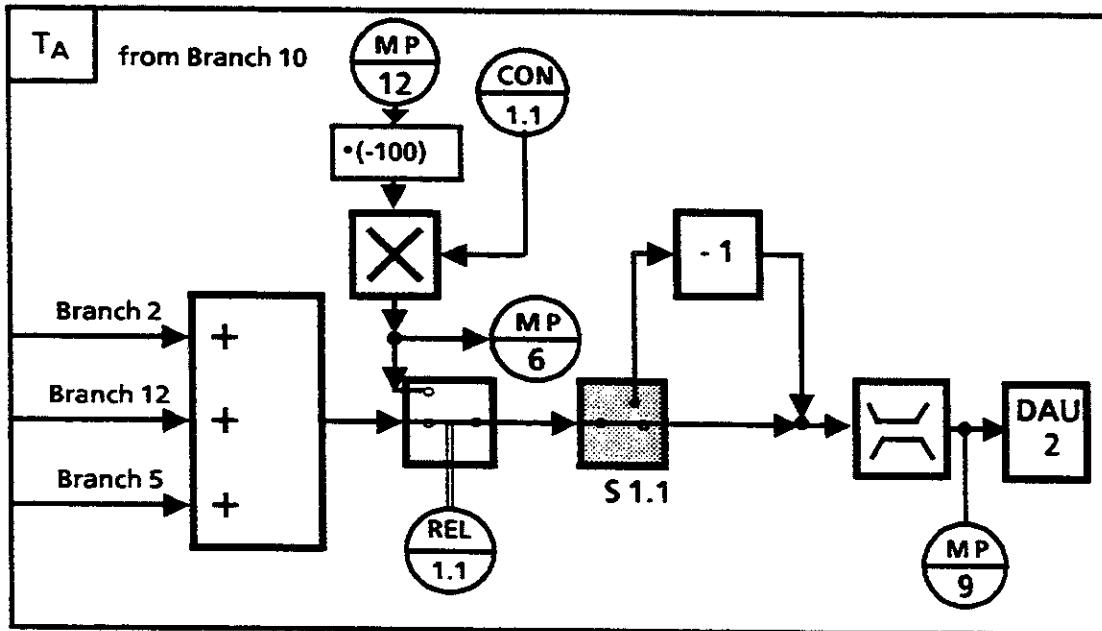 TA
from Branch 10
MP
12
CON
1.1
•(-100)
- 1
Branch 2
+
MP
6
Branch 12
+
DAU
2
Branch 5
+
S 1.1
REL
1.1
MP
9